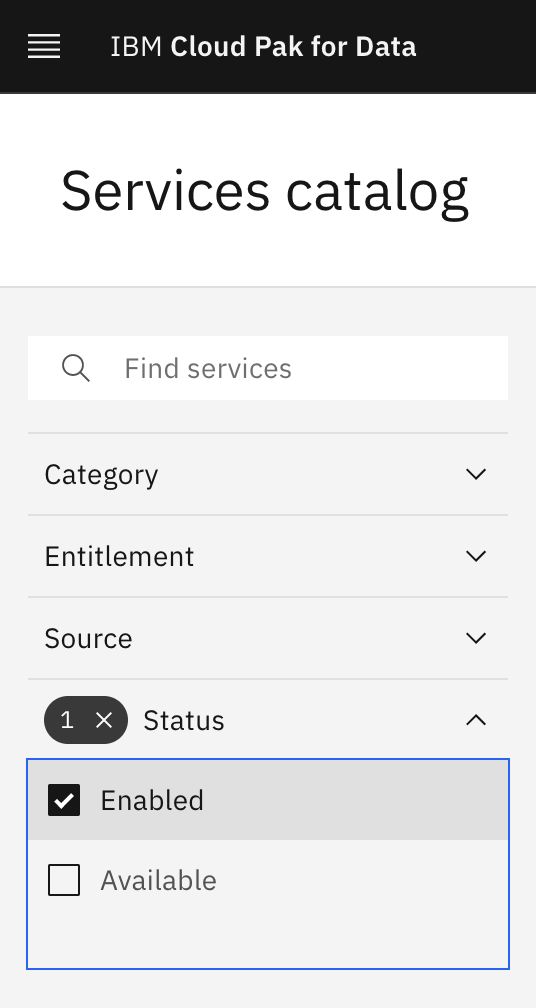 IBM Cloud Pak for Data
Services catalog
Find services
Category
Entitlement
Source
1 Status
Enabled
Available